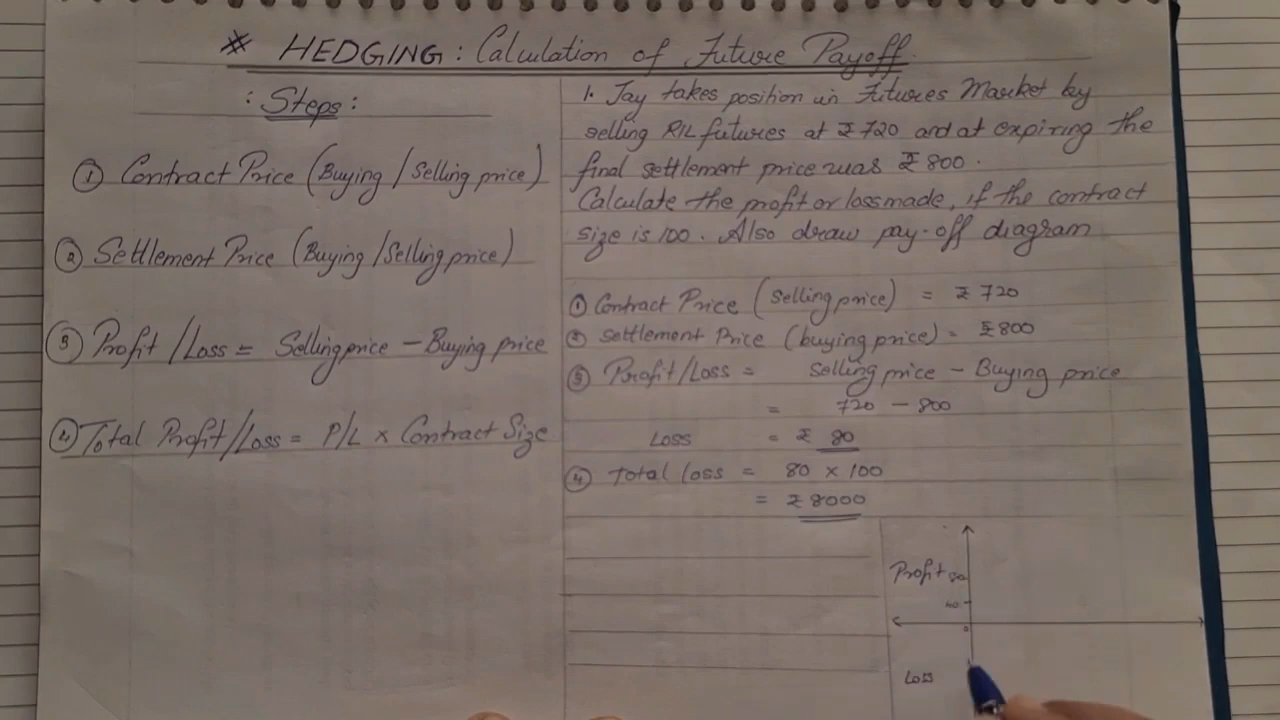 * HEDGING: Calculation of Future Payoff.
: Steps:
① Contract Price (Buying/Selling price)
② Settlement Price (Buying/Selling price)
③ Profit/Loss = Selling price - Buying price
④ Total Profit/Loss = P/L x Contract Size
1. Jay takes position in Futures Market by
selling RIL futures at ₹720 and at expiring the
final settlement price was ₹800.
Calculate the profit or loss made, if the contract
size is 100. Also draw pay-off diagram
① Contract Price (selling price) = ₹720
② Settlement Price (buying price) = ₹800
③ Profit/Loss = Selling price - Buying price
= 720 - 800
Loss = ₹ 80
④ Total loss = 80 x 100
= ₹8000
Profit 80
40
0
Loss